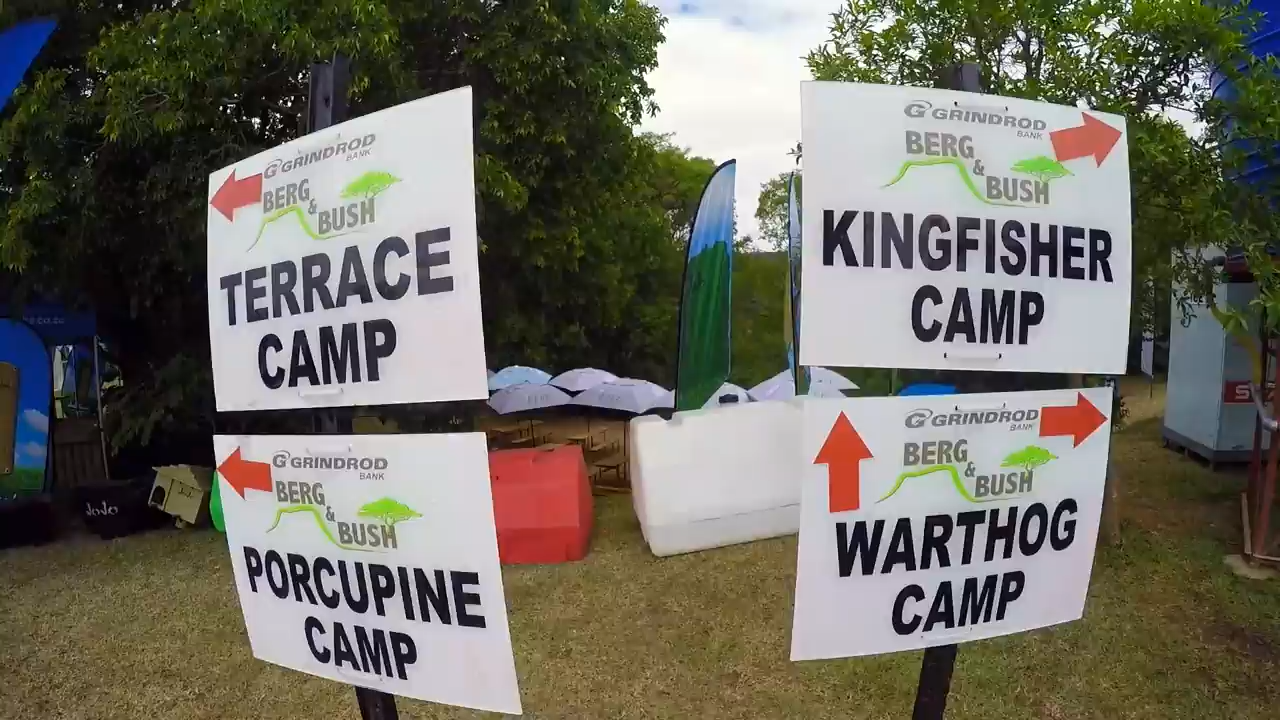 GRINDROD
BANK
BERG
&
BUSH
TERRACE
CAMP
GRINDROD
BANK
BERG
&
BUSH
PORCUPINE
CAMP
GRINDROD
BANK
BERG
&
BUSH
KINGFISHER
CAMP
GRINDROD
BANK
BERG
&
BUSH
WARTHOG
CAMP
JoJo